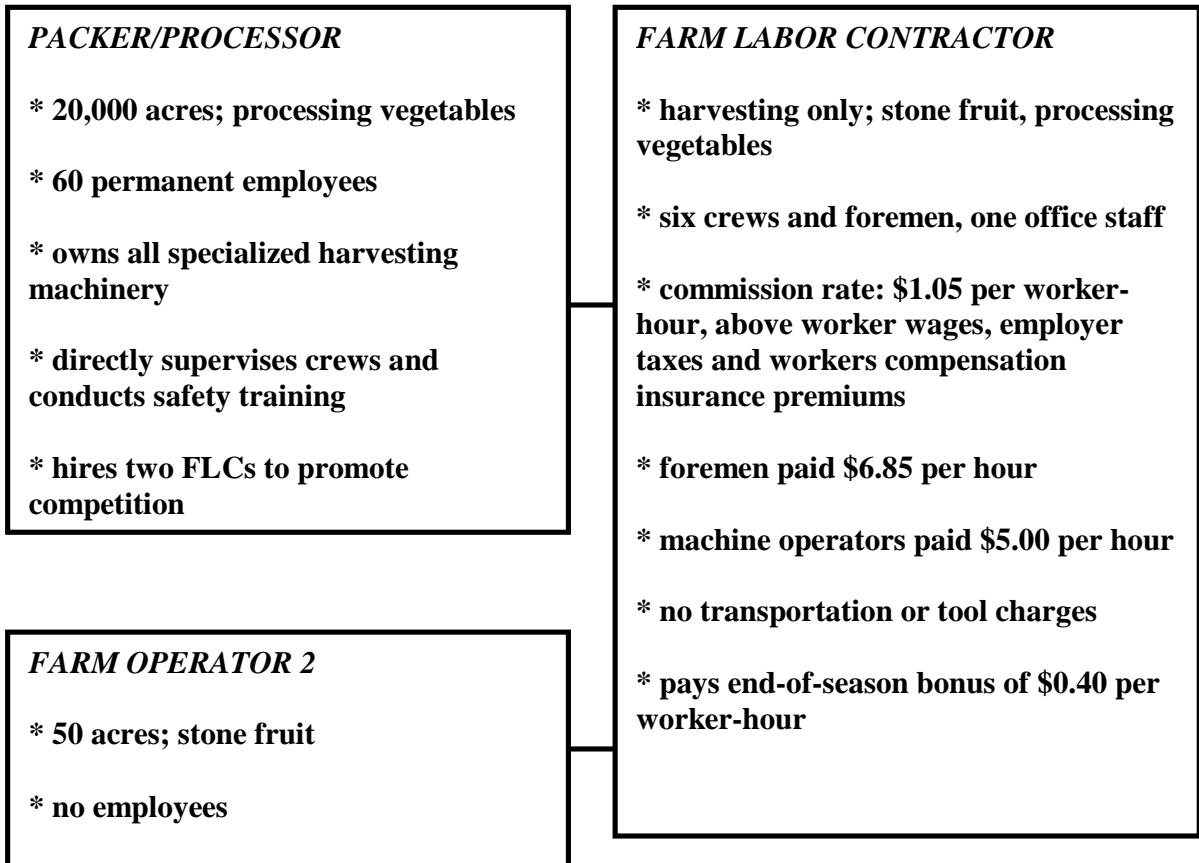 PACKER/PROCESSOR
* 20,000 acres; processing vegetables
* 60 permanent employees
* owns all specialized harvesting
machinery
* directly supervises crews and
conducts safety training
* hires two FLCs to promote
competition
FARM OPERATOR 2
* 50 acres; stone fruit
* no employees
FARM LABOR CONTRACTOR
* harvesting only; stone fruit, processing
vegetables
* six crews and foremen, one office staff
* commission rate: $1.05 per worker-
hour, above worker wages, employer
taxes and workers compensation
insurance premiums
* foremen paid $6.85 per hour
* machine operators paid $5.00 per hour
* no transportation or tool charges
* pays end-of-season bonus of $0.40 per
worker-hour